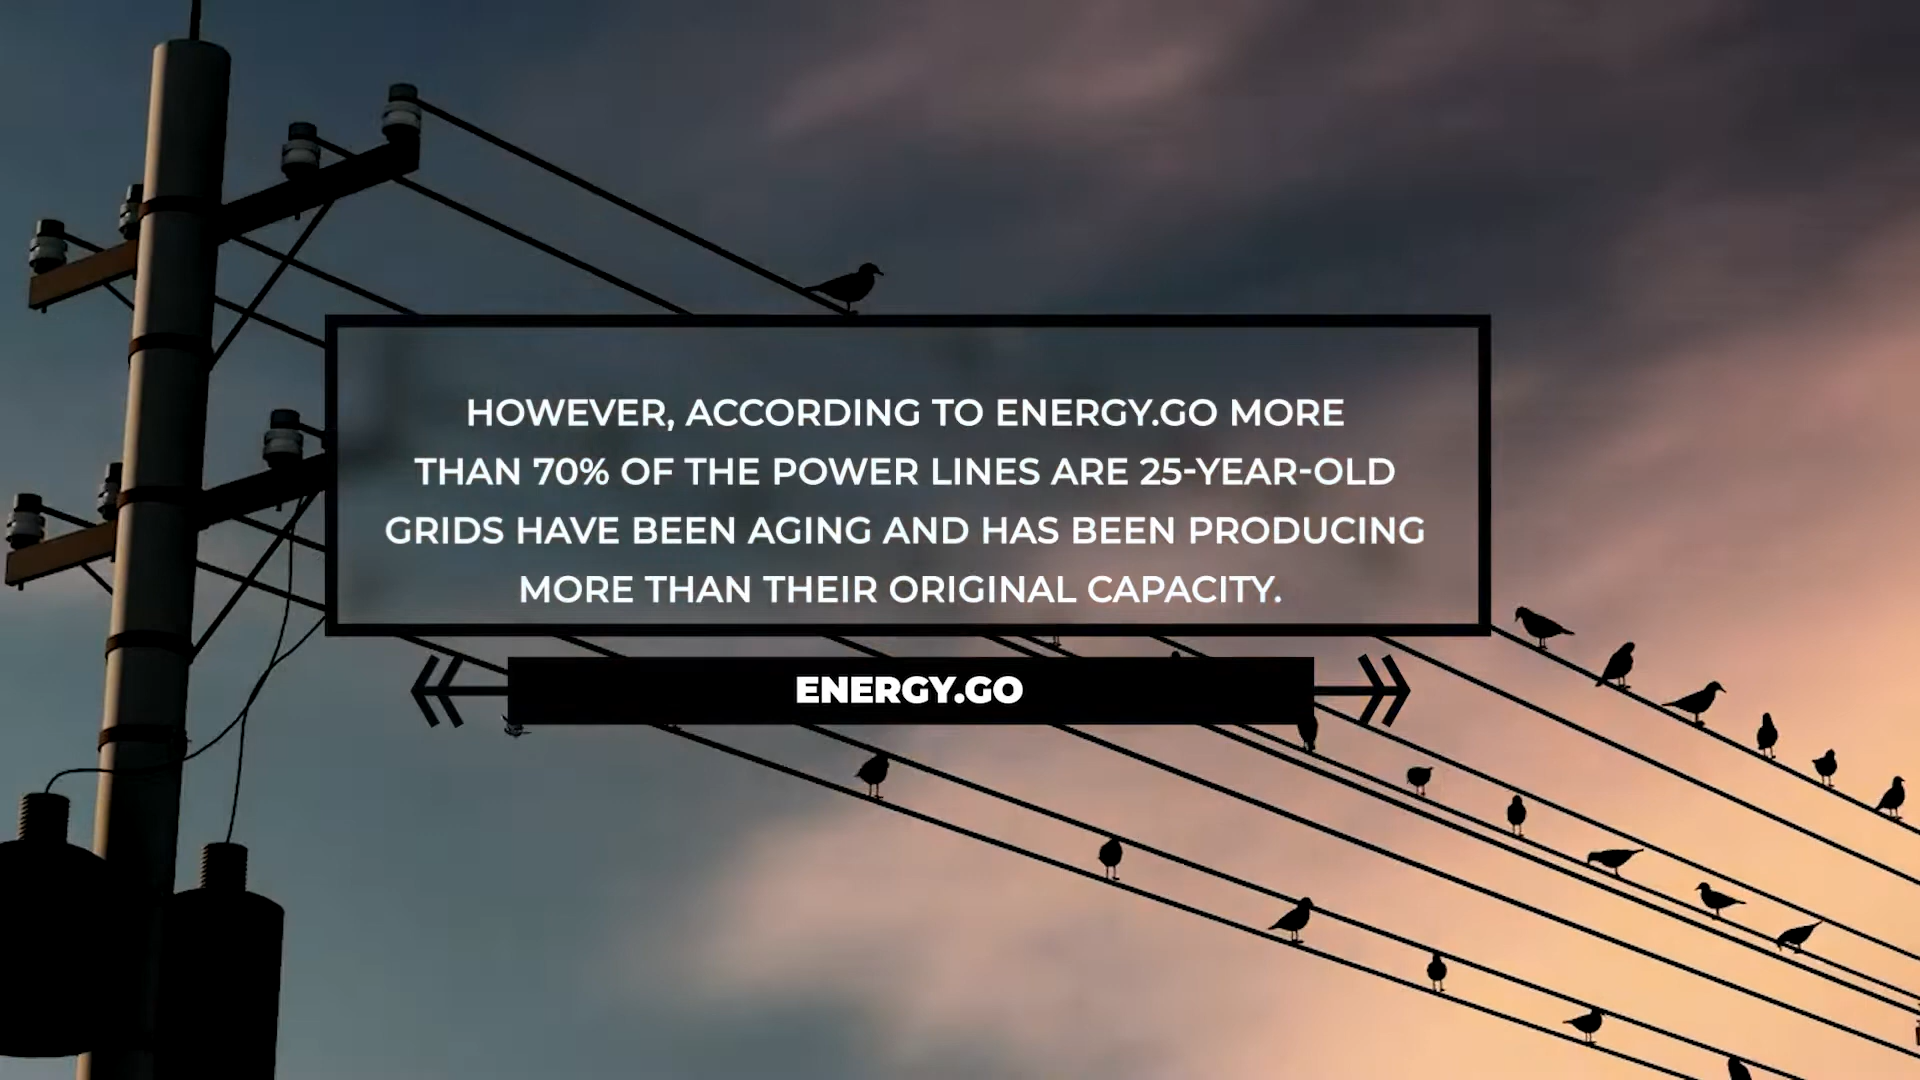 HOWEVER, ACCORDING TO ENERGY.GO MORE
THAN 70% OF THE POWER LINES ARE 25-YEAR-OLD
GRIDS HAVE BEEN AGING AND HAS BEEN PRODUCING
MORE THAN THEIR ORIGINAL CAPACITY.
ENERGY.GO